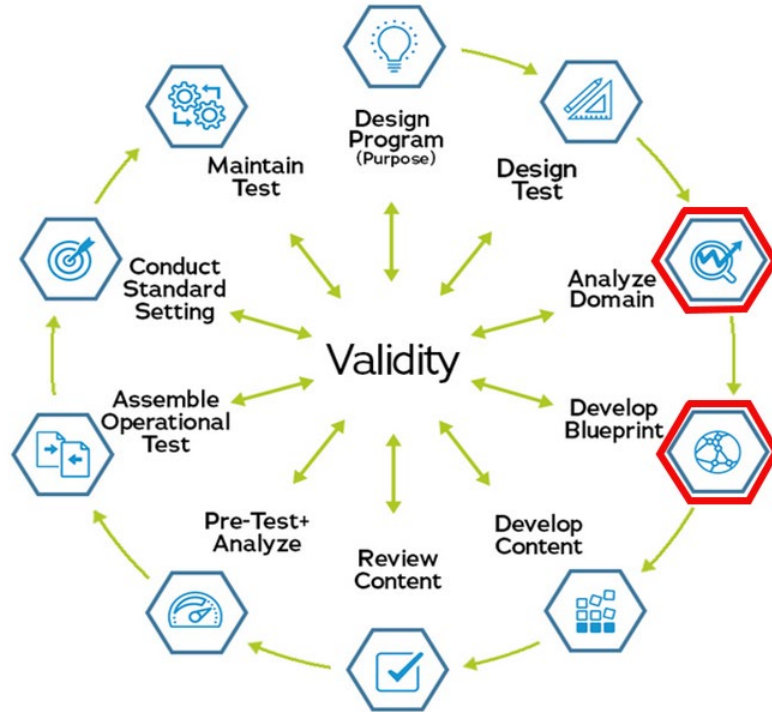 Design
Program
(Purpose)
Design
Test
Analyze
Domain
Develop
Blueprint
Develop
Content
Review
Content
Pre-Test+
Analyze
Assemble
Operational
Test
Conduct
Standard
Setting
Maintain
Test
Validity